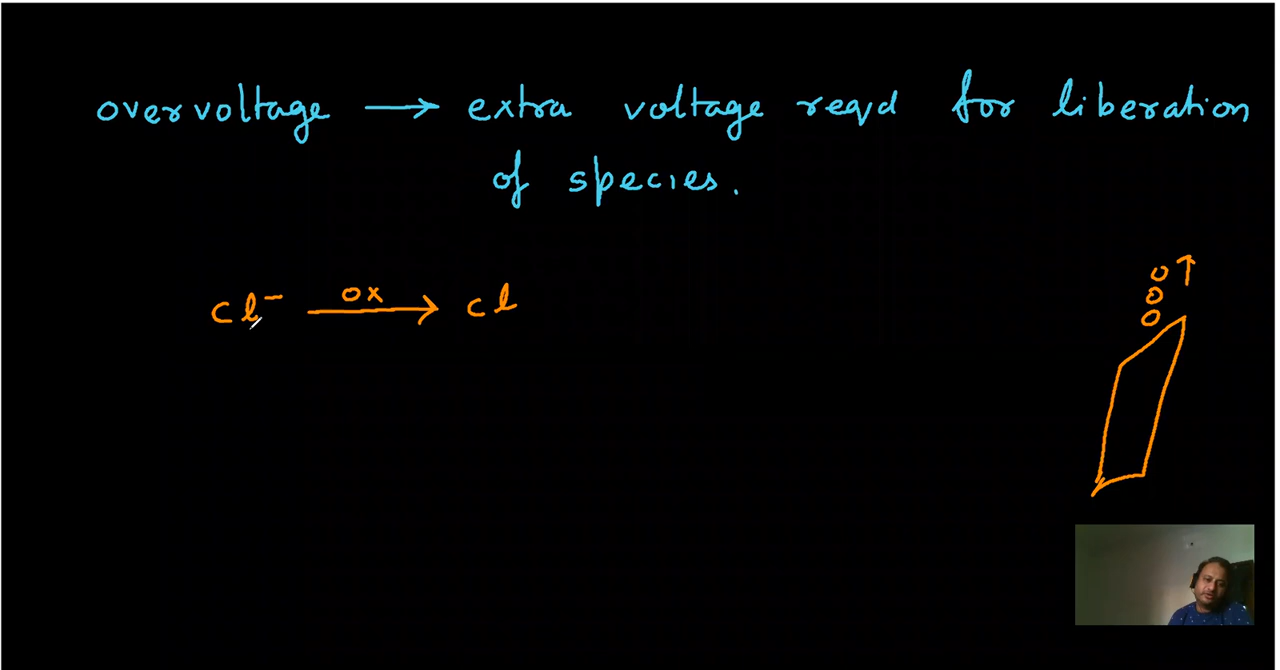 overvoltage → extra voltage reqd for liberation
of species.
Cl⁻ ox → Cl